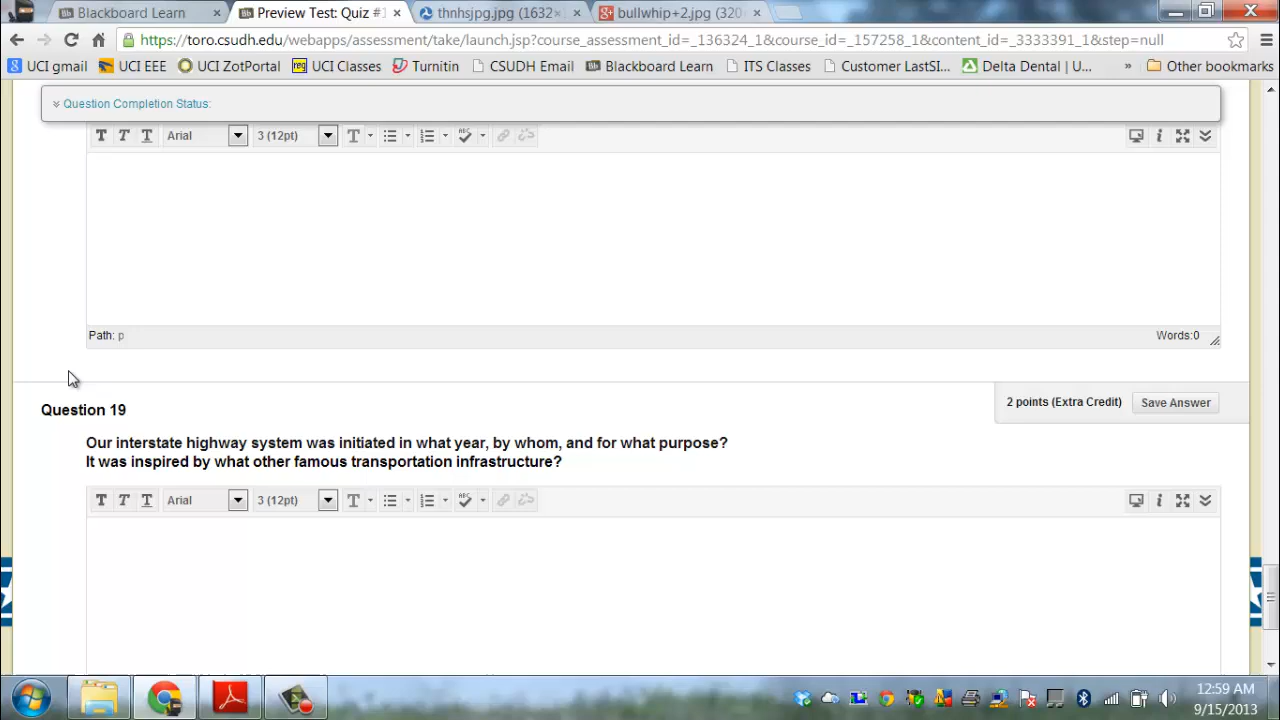 Blackboard Learn × Preview Test: Quiz #1 × thnhsjpg.jpg (1632× × bullwhip+2.jpg (320 ×
https://toro.csudh.edu/webapps/assessment/take/launch.jsp?course_assessment_id=_136324_1&course_id=_157258_1&content_id=_3333391_1&step=null
UCI gmail UCI EEE UCI ZotPortal reg UCI Classes Turnitin CSUDH Email Bb Blackboard Learn ITS Classes Customer LastSI... Delta Dental | U... » Other bookmarks
Question Completion Status:
T T T Arial 3 (12pt) T ABC
Path: p Words:0
2 points (Extra Credit) Save Answer
Question 19
Our interstate highway system was initiated in what year, by whom, and for what purpose?
It was inspired by what other famous transportation infrastructure?
T T T Arial 3 (12pt) T ABC
12:59 AM
9/15/2013